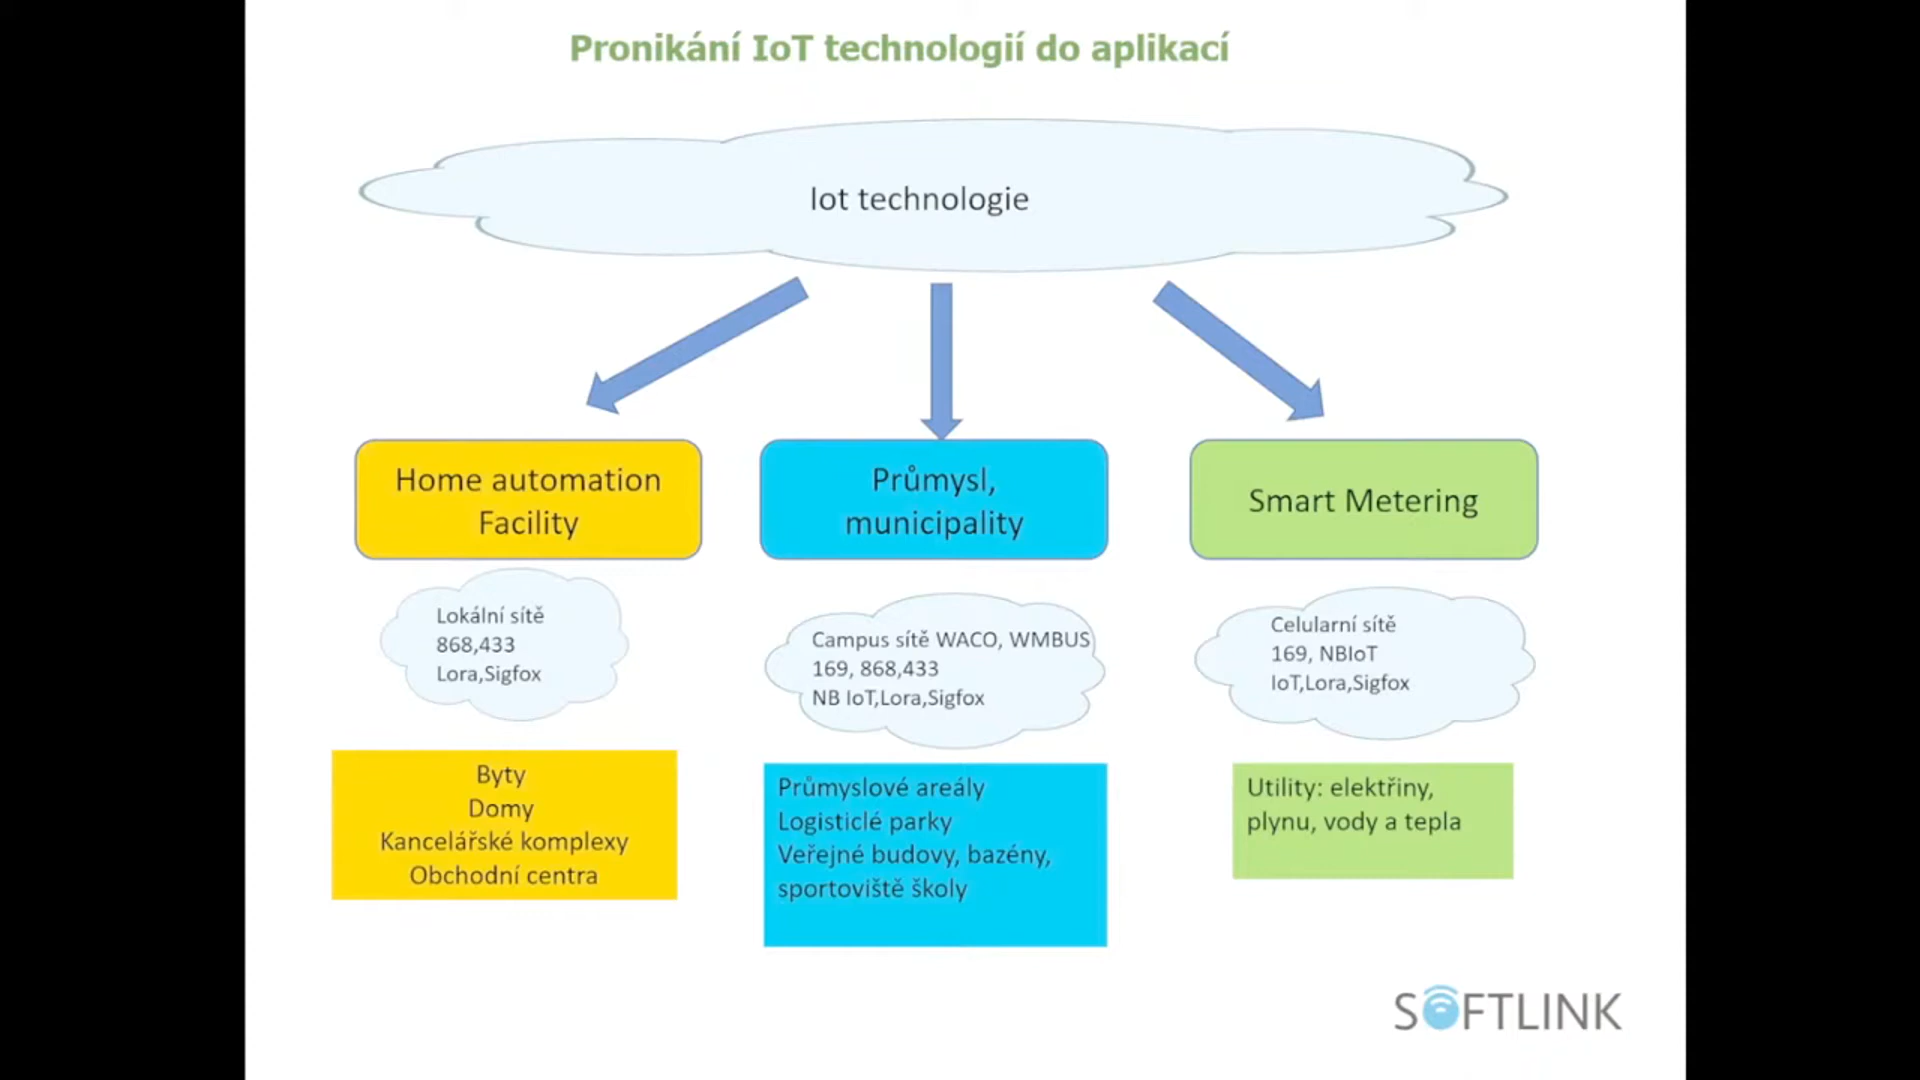 Pronikání IoT technologií do aplikací
Iot technologie
Home automation
Facility
Průmysl,
municipality
Smart Metering
Lokální sítě
868,433
Lora,Sigfox
Campus sítě WACO, WMBUS
169, 868,433
NB IoT,Lora,Sigfox
Celularní sítě
169, NBIoT
IoT,Lora,Sigfox
Byty
Domy
Kancelářské komplexy
Obchodní centra
Průmyslové areály
Logisticlé parky
Veřejné budovy, bazény,
sportoviště školy
Utility: elektřiny,
plynu, vody a tepla
SOFTLINK